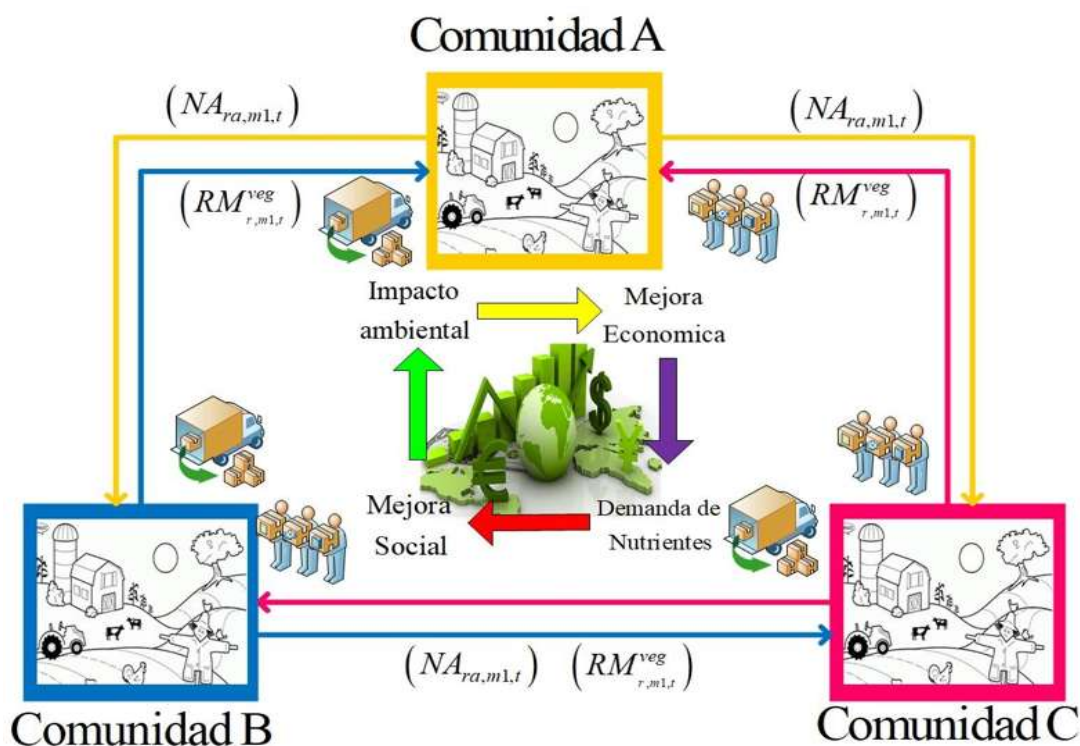 Comunidad A
(NA_{ra,m1,t})
(NA_{ra,m1,t})
(RM^{veg}_{r,m1,t})
(RM^{veg}_{r,m1,t})
Impacto
ambiental
Mejora
Economica
Mejora
Social
Demanda de
Nutrientes
(NA_{ra,m1,t}) (RM^{veg}_{r,m1,t})
Comunidad B
Comunidad C